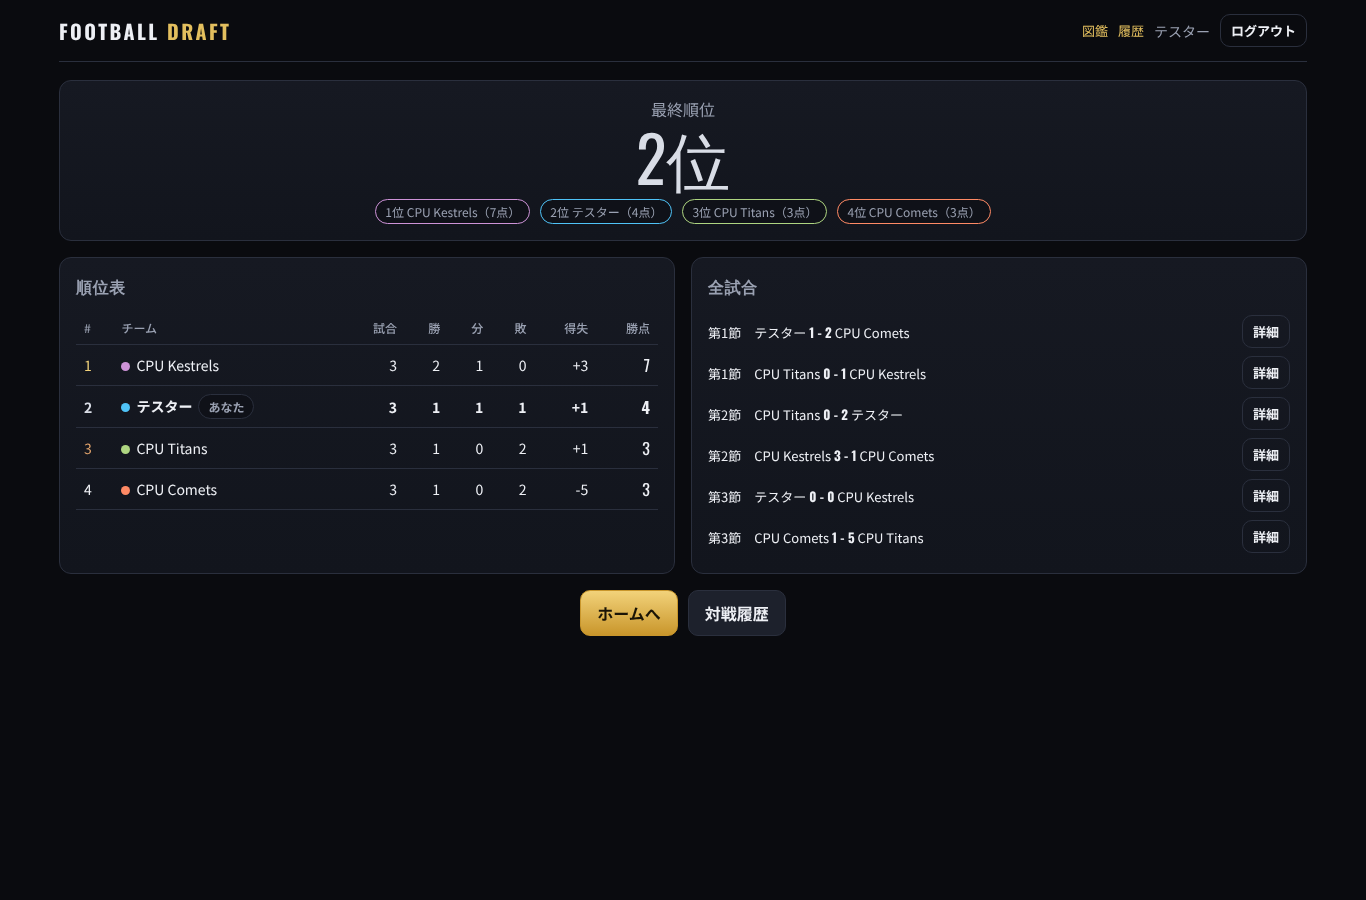 FOOTBALL DRAFT
図鑑 履歴 テスター ログアウト
最終順位
2位
1位 CPU Kestrels（7点） 2位 テスター（4点） 3位 CPU Titans（3点） 4位 CPU Comets（3点）
順位表
# チーム 試合 勝 分 敗 得失 勝点
1 CPU Kestrels 3 2 1 0 +3 7
2 テスター あなた 3 1 1 1 +1 4
3 CPU Titans 3 1 0 2 +1 3
4 CPU Comets 3 1 0 2 -5 3
全試合
第1節 テスター 1 - 2 CPU Comets 詳細
第1節 CPU Titans 0 - 1 CPU Kestrels 詳細
第2節 CPU Titans 0 - 2 テスター 詳細
第2節 CPU Kestrels 3 - 1 CPU Comets 詳細
第3節 テスター 0 - 0 CPU Kestrels 詳細
第3節 CPU Comets 1 - 5 CPU Titans 詳細
ホームへ 対戦履歴